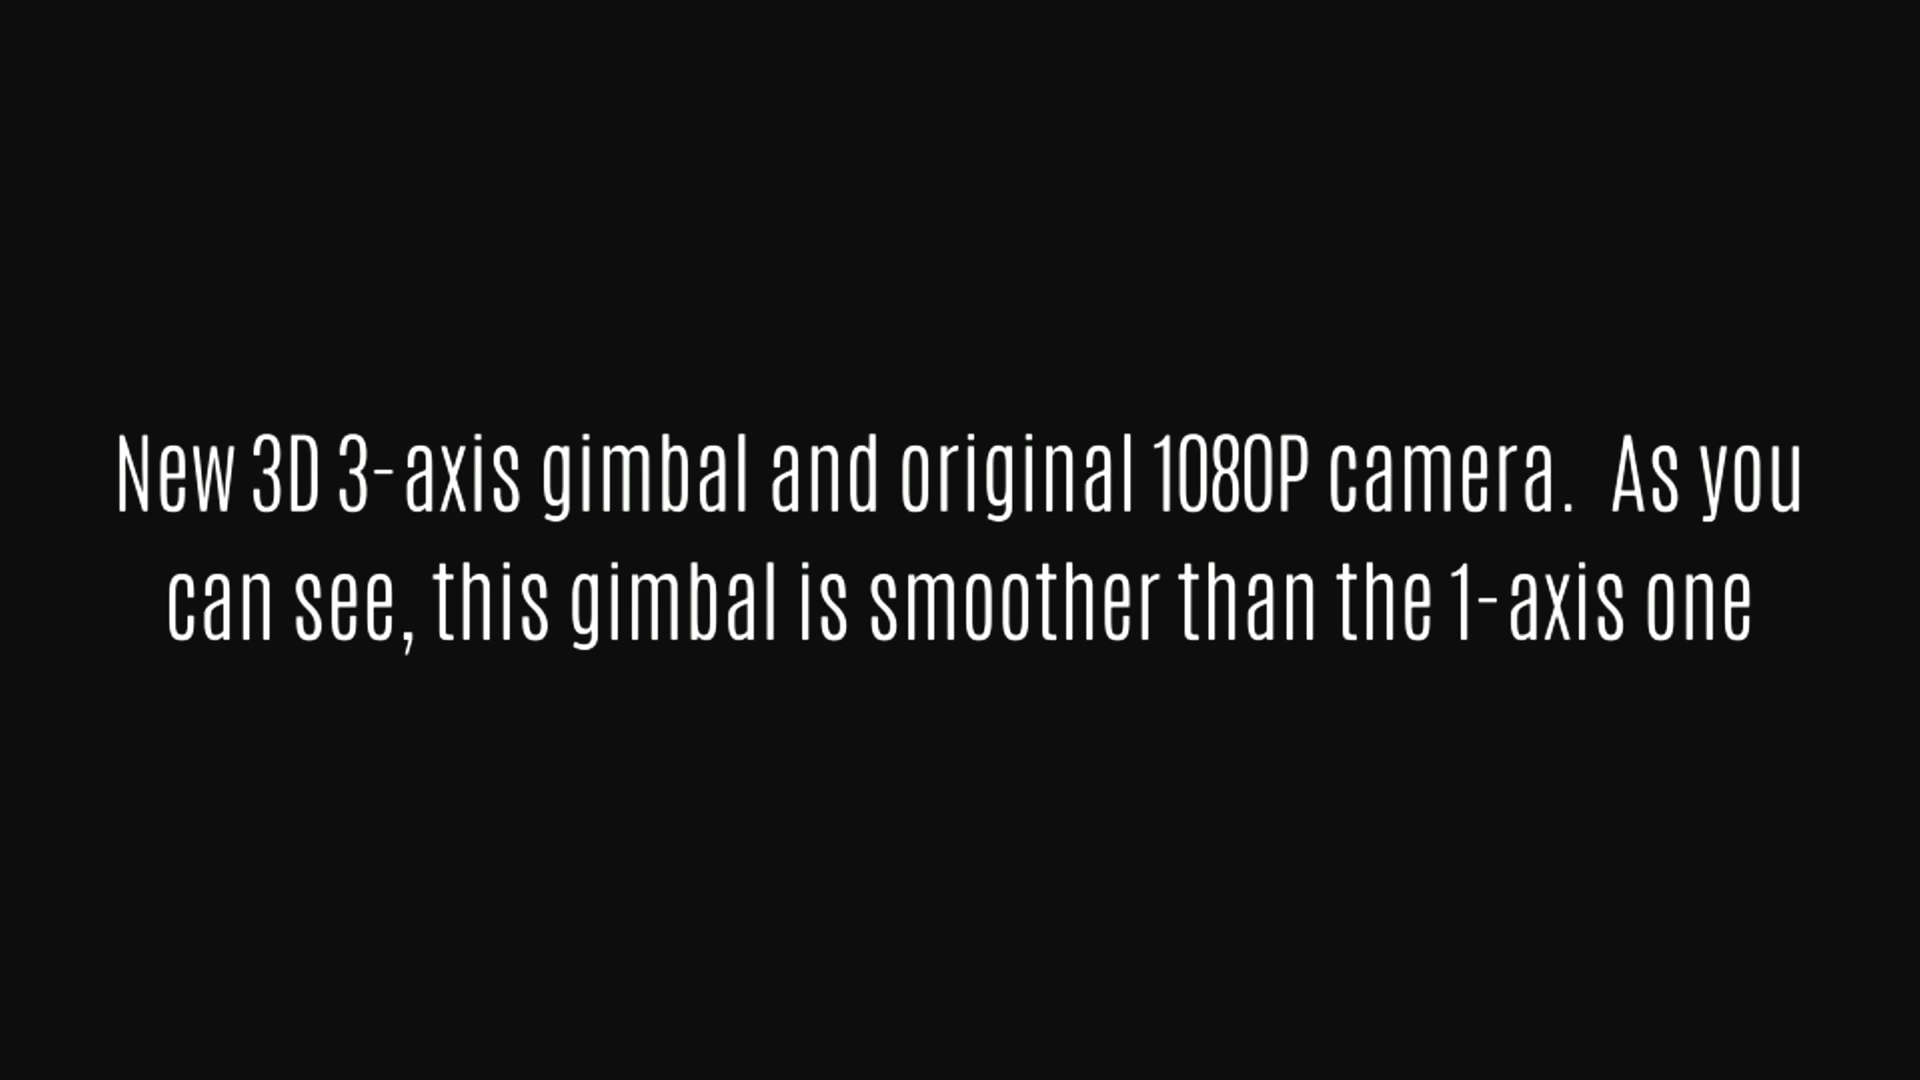 New 3D 3-axis gimbal and original 1080P camera.  As you
can see, this gimbal is smoother than the 1-axis one